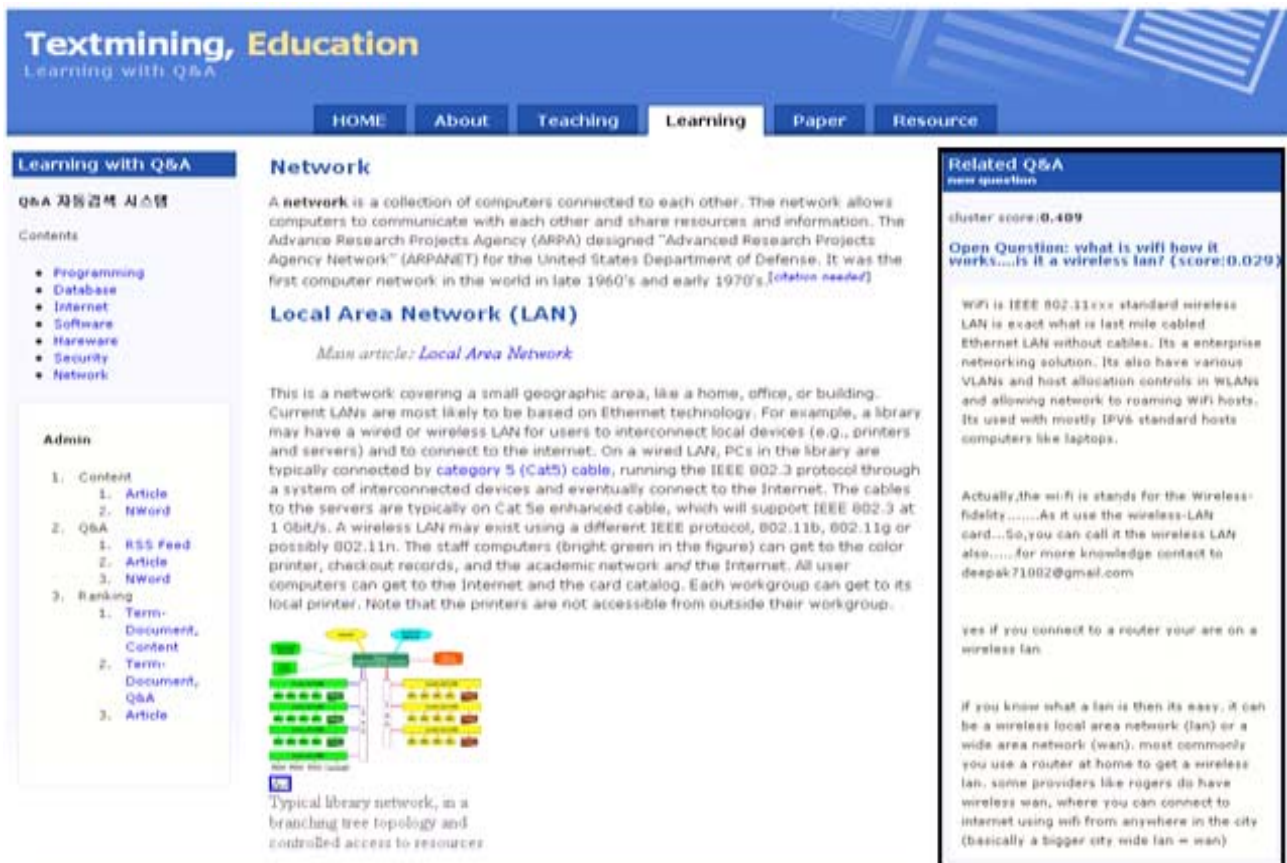 Textmining, Education
Learning with Q&A
HOME About Teaching Learning Paper Resource
Learning with Q&A
Q&A 자동검색 시스템
Contents
Programming
Database
Internet
Software
Hareware
Security
Network
Admin
1. Content
1. Article
2. NWord
2. Q&A
1. RSS Feed
2. Article
3. NWord
3. Ranking
1. Term-
Document,
Content
2. Term-
Document,
Q&A
3. Article
Network
A network is a collection of computers connected to each other. The network allows
computers to communicate with each other and share resources and information. The
Advance Research Projects Agency (ARPA) designed "Advanced Research Projects
Agency Network" (ARPANET) for the United States Department of Defense. It was the
first computer network in the world in late 1960's and early 1970's.[citation needed]
Local Area Network (LAN)
Main article: Local Area Network
This is a network covering a small geographic area, like a home, office, or building.
Current LANs are most likely to be based on Ethernet technology. For example, a library
may have a wired or wireless LAN for users to interconnect local devices (e.g., printers
and servers) and to connect to the internet. On a wired LAN, PCs in the library are
typically connected by category 5 (Cat5) cable, running the IEEE 802.3 protocol through
a system of interconnected devices and eventually connect to the Internet. The cables
to the servers are typically on Cat 5e enhanced cable, which will support IEEE 802.3 at
1 Gbit/s. A wireless LAN may exist using a different IEEE protocol, 802.11b, 802.11g or
possibly 802.11n. The staff computers (bright green in the figure) can get to the color
printer, checkout records, and the academic network and the Internet. All user
computers can get to the Internet and the card catalog. Each workgroup can get to its
local printer. Note that the printers are not accessible from outside their workgroup.
Typical library network, in a
branching tree topology and
controlled access to resources
Related Q&A
new question
cluster score:0.409
Open Question: what is wifi how it
works....is it a wireless lan? (score:0.029)
WiFi is IEEE 802.11xxx standard wireless
LAN is exact what is last mile cabled
Ethernet LAN without cables. Its a enterprise
networking solution. Its also have various
VLANs and host allocation controls in WLANs
and allowing network to roaming WiFi hosts.
Its used with mostly IPV6 standard hosts
computers like laptops.
Actually,the wi-fi is stands for the Wireless-
fidelity.......As it use the wireless-LAN
card...So,you can call it the wireless LAN
also.....for more knowledge contact to
deepak71002@gmail.com
yes if you connect to a router your are on a
wireless lan
if you know what a lan is then its easy. it can
be a wireless local area network (lan) or a
wide area network (wan). most commonly
you use a router at home to get a wireless
lan. some providers like rogers do have
wireless wan, where you can connect to
internet using wifi from anywhere in the city
(basically a bigger city wide lan = wan)